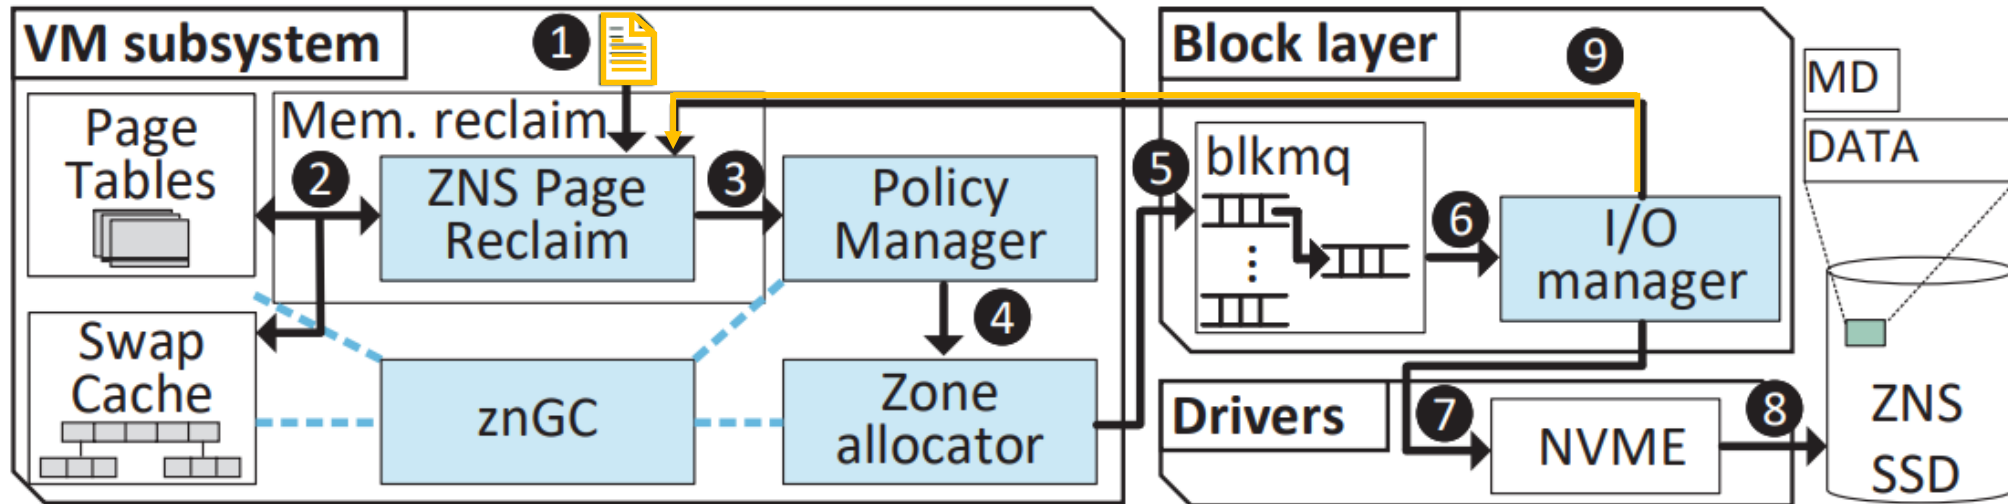 VM subsystem
1
Page
Tables
Mem. reclaim
2
ZNS Page
Reclaim
3
Policy
Manager
4
Swap
Cache
znGC
Zone
allocator
Block layer
9
5
blkmq
6
I/O
manager
Drivers
7
NVME
8
MD
DATA
ZNS
SSD